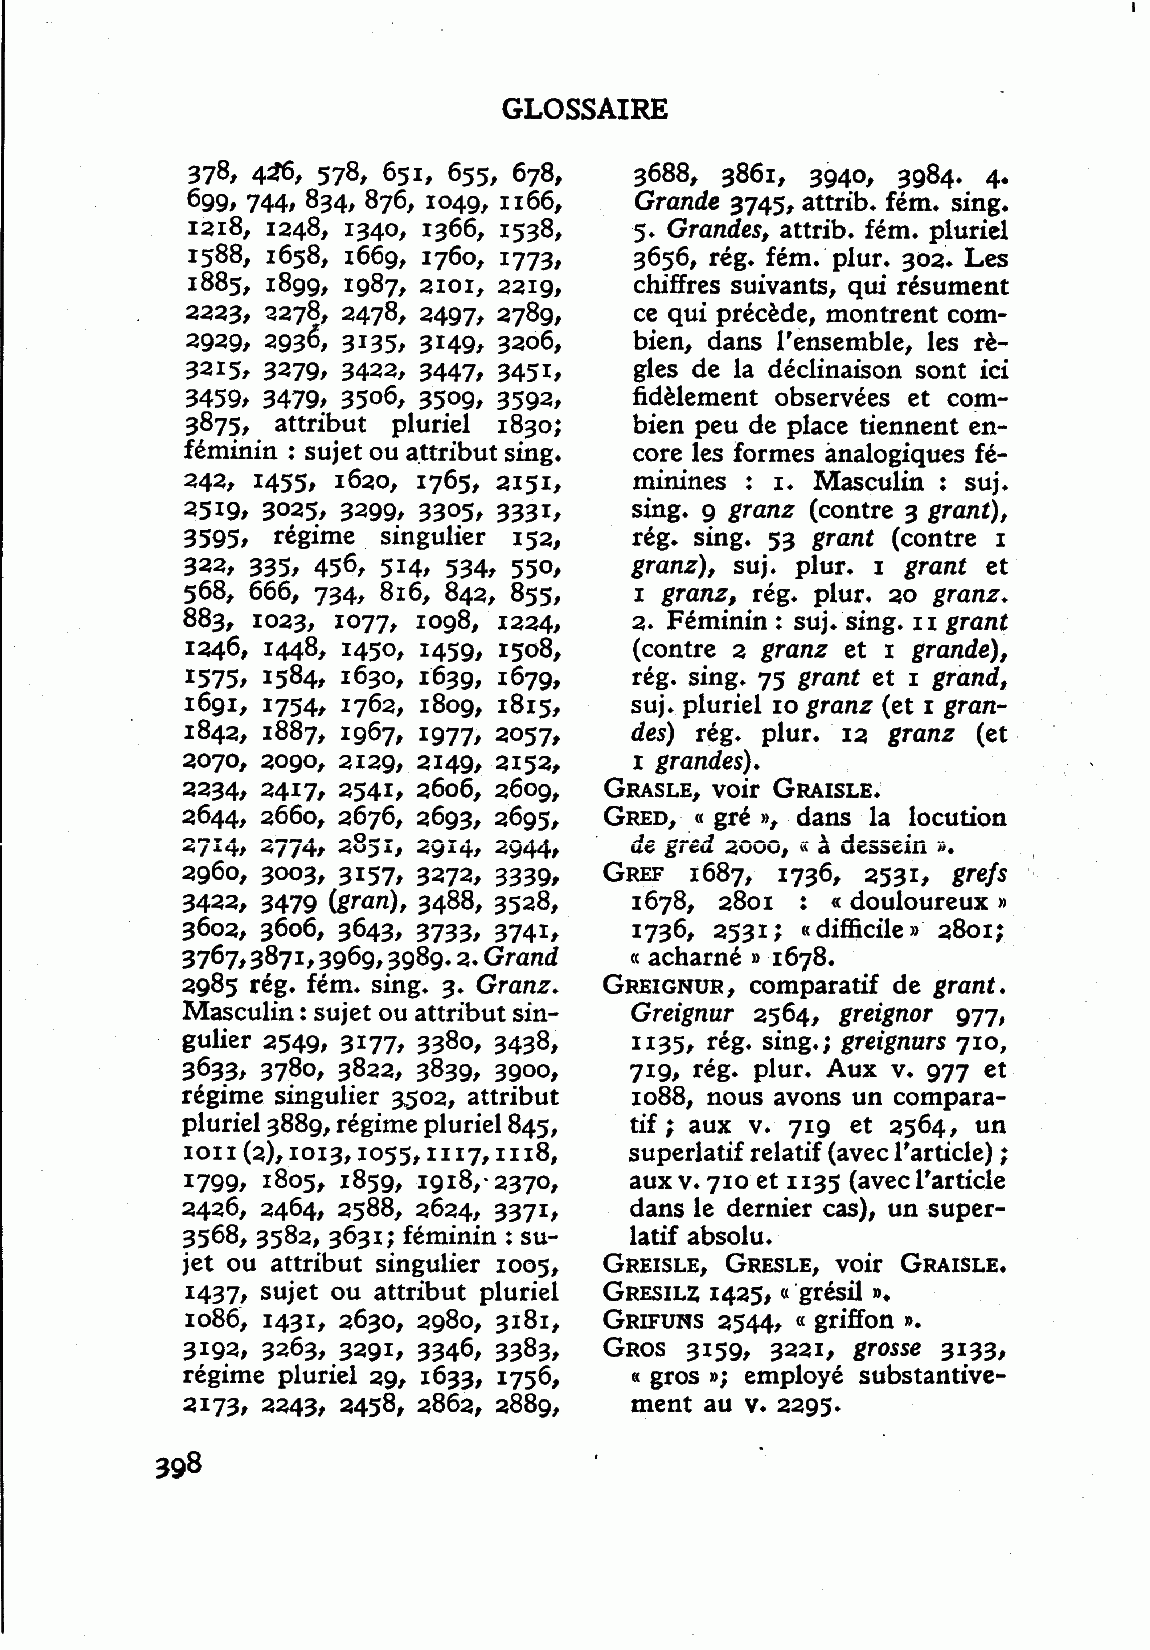 GLOSSAIRE
378, 426, 578, 651, 655, 678,
699, 744, 834, 876, 1049, 1166,
1218, 1248, 1340, 1366, 1538,
1588, 1658, 1669, 1760, 1773,
1885, 1899, 1987, 2101, 2219,
2223, 2278, 2478, 2497, 2789,
2929, 2936, 3135, 3149, 3206,
3215, 3279, 3422, 3447, 3451,
3459, 3479, 3506, 3509, 3592,
3875, attribut pluriel 1830;
féminin : sujet ou attribut sing.
242, 1455, 1620, 1765, 2151,
2519, 3025, 3299, 3305, 3331,
3595, régime singulier 152,
322, 335, 456, 514, 534, 550,
568, 666, 734, 816, 842, 855,
883, 1023, 1077, 1098, 1224,
1246, 1448, 1450, 1459, 1508,
1575, 1584, 1630, 1639, 1679,
1691, 1754, 1762, 1809, 1815,
1842, 1887, 1967, 1977, 2057,
2070, 2090, 2129, 2149, 2152,
2234, 2417, 2541, 2606, 2609,
2644, 2660, 2676, 2693, 2695,
2714, 2774, 2851, 2914, 2944,
2960, 3003, 3157, 3272, 3339,
3422, 3479 (gran), 3488, 3528,
3602, 3606, 3643, 3733, 3741,
3767, 3871, 3969, 3989. 2. Grand
2985 rég. fém. sing. 3. Granz.
Masculin : sujet ou attribut sin-
gulier 2549, 3177, 3380, 3438,
3633, 3780, 3822, 3839, 3900,
régime singulier 3502, attribut
pluriel 3889, régime pluriel 845,
1011 (2), 1013, 1055, 1117, 1118,
1799, 1805, 1859, 1918, 2370,
2426, 2464, 2588, 2624, 3371,
3568, 3582, 3631; féminin : su-
jet ou attribut singulier 1005,
1437, sujet ou attribut pluriel
1086, 1431, 2630, 2980, 3181,
3192, 3263, 3291, 3346, 3383,
régime pluriel 29, 1633, 1756,
2173, 2243, 2458, 2862, 2889,
3688, 3861, 3940, 3984. 4.
Grande 3745, attrib. fém. sing.
5. Grandes, attrib. fém. pluriel
3656, rég. fém. plur. 302. Les
chiffres suivants, qui résument
ce qui précède, montrent com-
bien, dans l'ensemble, les rè-
gles de la déclinaison sont ici
fidèlement observées et com-
bien peu de place tiennent en-
core les formes analogiques fé-
minines : 1. Masculin : suj.
sing. 9 granz (contre 3 grant),
rég. sing. 53 grant (contre 1
granz), suj. plur. 1 grant et
1 granz, rég. plur. 20 granz.
2. Féminin : suj. sing. 11 grant
(contre 2 granz et 1 grande),
rég. sing. 75 grant et 1 grand,
suj. pluriel 10 granz (et 1 gran-
des) rég. plur. 12 granz (et
1 grandes).
GRASLE, voir GRAISLE.
GRED, « gré », dans la locution
de gred 2000, « à dessein ».
GREF 1687, 1736, 2531, grefs
1678, 2801 : « douloureux »
1736, 2531; « difficile » 2801;
« acharné » 1678.
GREIGNUR, comparatif de grant.
Greignur 2564, greignor 977,
1135, rég. sing.; greignurs 710,
719, rég. plur. Aux v. 977 et
1088, nous avons un compara-
tif ; aux v. 719 et 2564, un
superlatif relatif (avec l'article) ;
aux v. 710 et 1135 (avec l'article
dans le dernier cas), un super-
latif absolu.
GREISLE, GRESLE, voir GRAISLE.
GRESILZ 1425, « grésil ».
GRIFUNS 2544, « griffon ».
GROS 3159, 3221, grosse 3133,
« gros »; employé substantive-
ment au v. 2295.
398